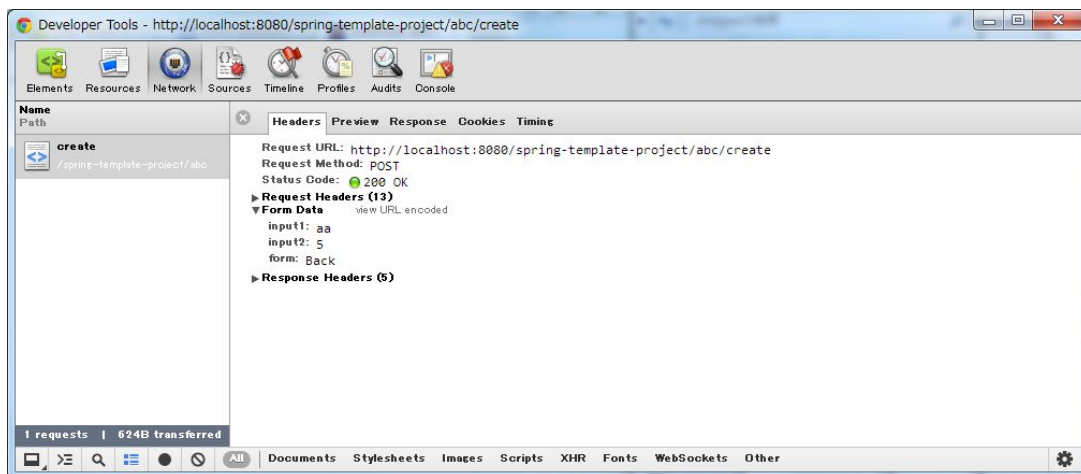 Developer Tools - http://localhost:8080/spring-template-project/abc/create
Elements Resources Network Sources Timeline Profiles Audits Console
Name
Path
Headers Preview Response Cookies Timing
create
/spring-template-project/abc
Request URL: http://localhost:8080/spring-template-project/abc/create
Request Method: POST
Status Code: 200 OK
Request Headers (13)
Form Data view URL encoded
input1: aa
input2: 5
form: Back
Response Headers (5)
1 requests | 624B transferred
All Documents Stylesheets Images Scripts XHR Fonts WebSockets Other